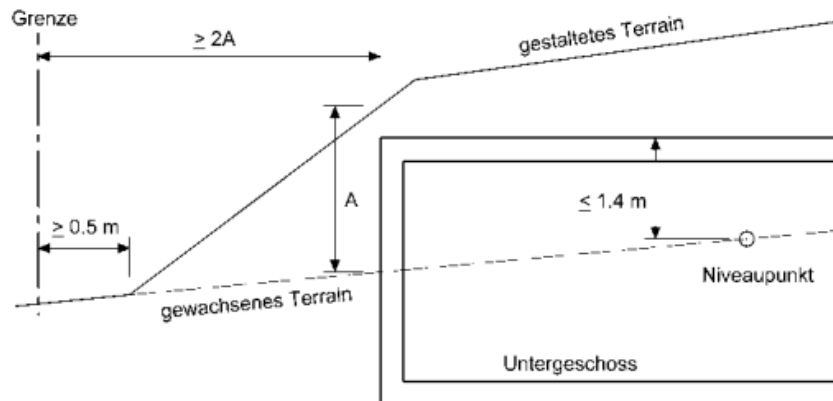 Grenze
≥ 2A
gestaltetes Terrain
A
≤ 1.4 m
≥ 0.5 m
Niveaupunkt
gewachsenes Terrain
Untergeschoss